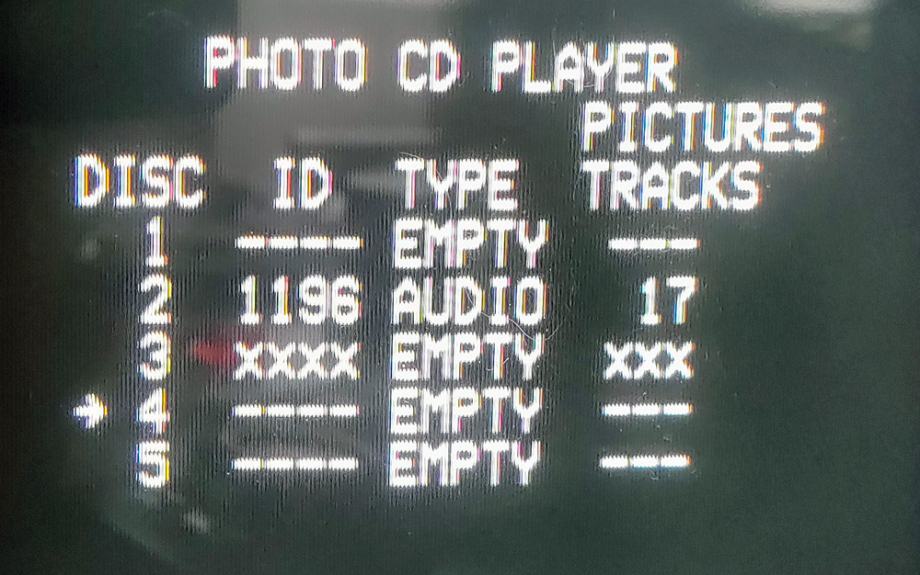 PHOTO CD PLAYER
PICTURES
DISC ID TYPE TRACKS
1 ---- EMPTY ---
2 1196 AUDIO 17
3 XXXX EMPTY XXX
→ 4 ---- EMPTY ---
5 ---- EMPTY ---